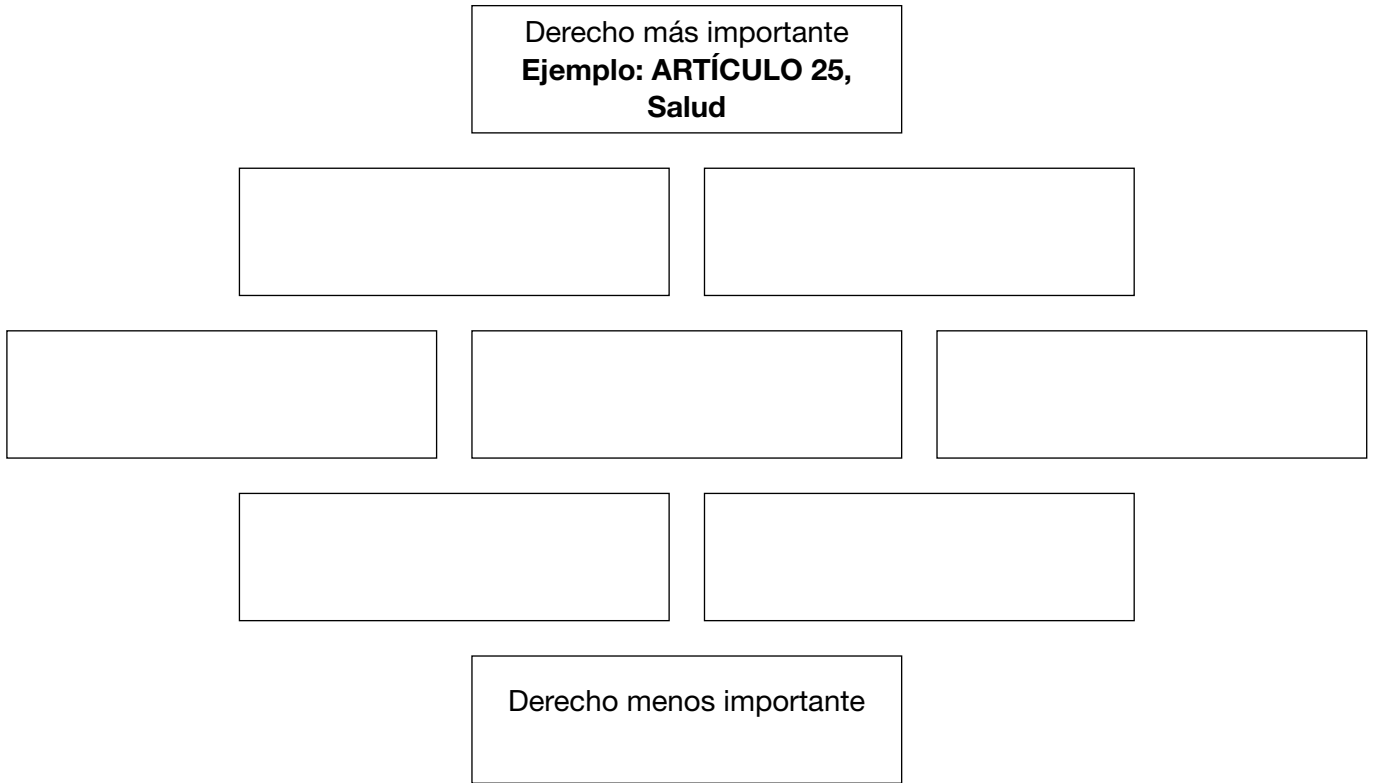 Derecho más importante
Ejemplo: ARTÍCULO 25,
Salud
Derecho menos importante